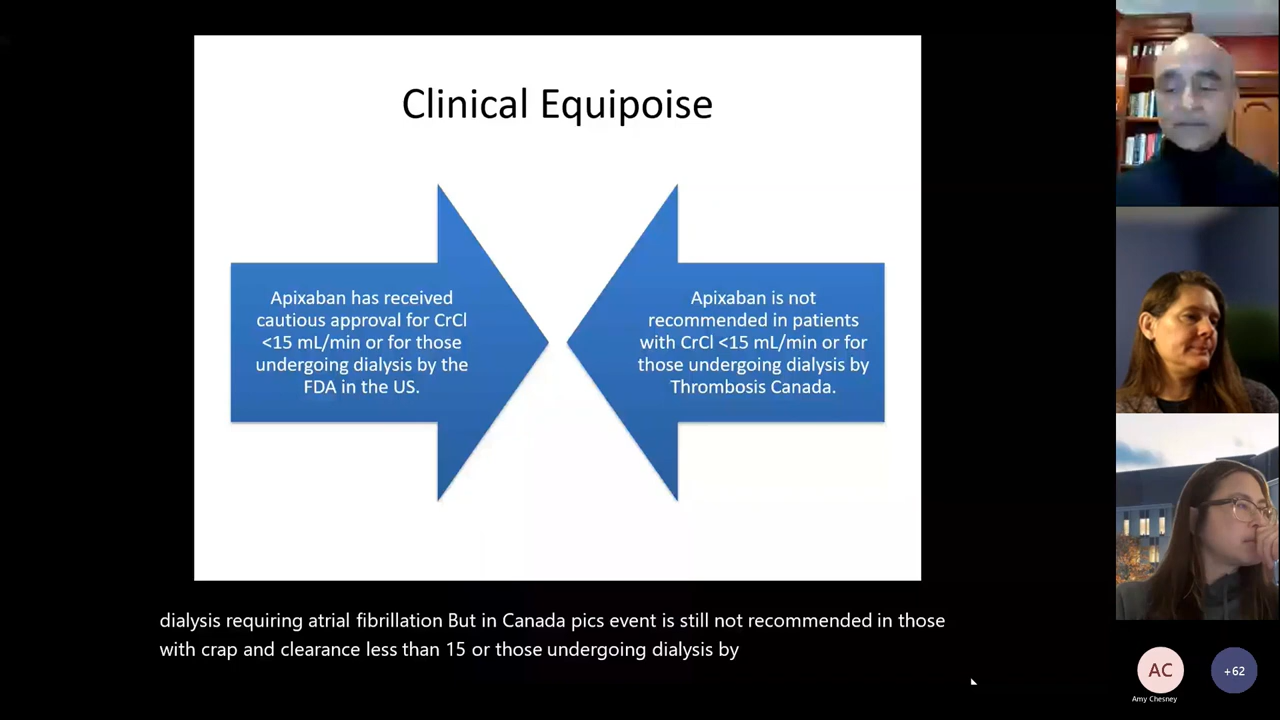 Clinical Equipoise
Apixaban has received
cautious approval for CrCl
<15 mL/min or for those
undergoing dialysis by the
FDA in the US.
Apixaban is not
recommended in patients
with CrCl <15 mL/min or for
those undergoing dialysis by
Thrombosis Canada.
dialysis requiring atrial fibrillation But in Canada pics event is still not recommended in those
with crap and clearance less than 15 or those undergoing dialysis by
AC
+62
Amy Chesney